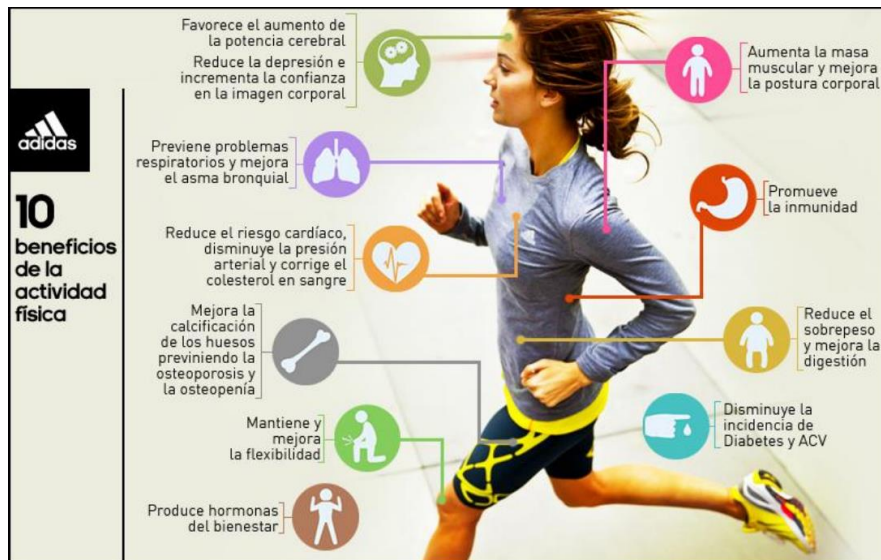 adidas
10
beneficios
de la
actividad
física
Favorece el aumento de
la potencia cerebral
Reduce la depresión e
incrementa la confianza
en la imagen corporal
Previene problemas
respiratorios y mejora
el asma bronquial
Reduce el riesgo cardíaco,
disminuye la presión
arterial y corrige el
colesterol en sangre
Mejora la
calcificación
de los huesos
previniendo la
osteoporosis y
la osteopenía
Mantiene y
mejora
la flexibilidad
Produce hormonas
del bienestar
Aumenta la masa
muscular y mejora
la postura corporal
Promueve
la inmunidad
Reduce el
sobrepeso
y mejora la
digestión
Disminuye la
incidencia de
Diabetes y ACV